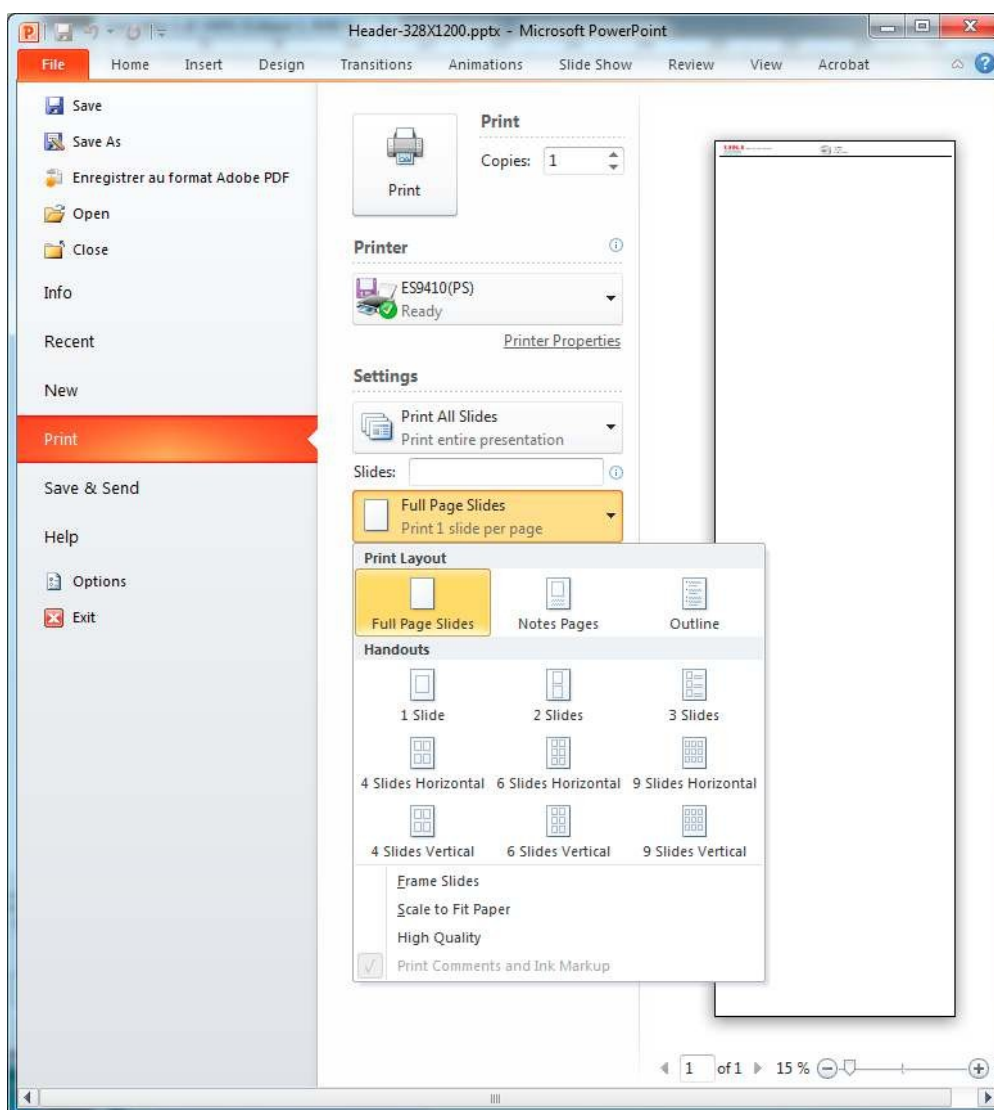 Header-328X1200.pptx - Microsoft PowerPoint
File Home Insert Design Transitions Animations Slide Show Review View Acrobat
Save
Save As
Enregistrer au format Adobe PDF
Open
Close
Info
Recent
New
Print
Save & Send
Help
Options
Exit
Print
Print
Copies: 1
Printer
ES9410(PS)
Ready
Printer Properties
Settings
Print All Slides
Print entire presentation
Slides:
Full Page Slides
Print 1 slide per page
Print Layout
Full Page Slides Notes Pages Outline
Handouts
1 Slide 2 Slides 3 Slides
4 Slides Horizontal 6 Slides Horizontal 9 Slides Horizontal
4 Slides Vertical 6 Slides Vertical 9 Slides Vertical
Frame Slides
Scale to Fit Paper
High Quality
Print Comments and Ink Markup
OKI
1 of 1 15 %